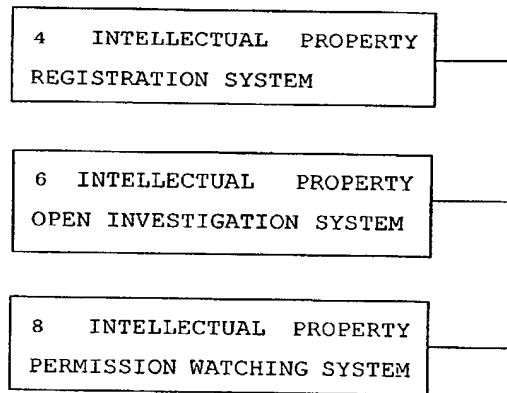 4 INTELLECTUAL PROPERTY
REGISTRATION SYSTEM
6 INTELLECTUAL PROPERTY
OPEN INVESTIGATION SYSTEM
8 INTELLECTUAL PROPERTY
PERMISSION WATCHING SYSTEM